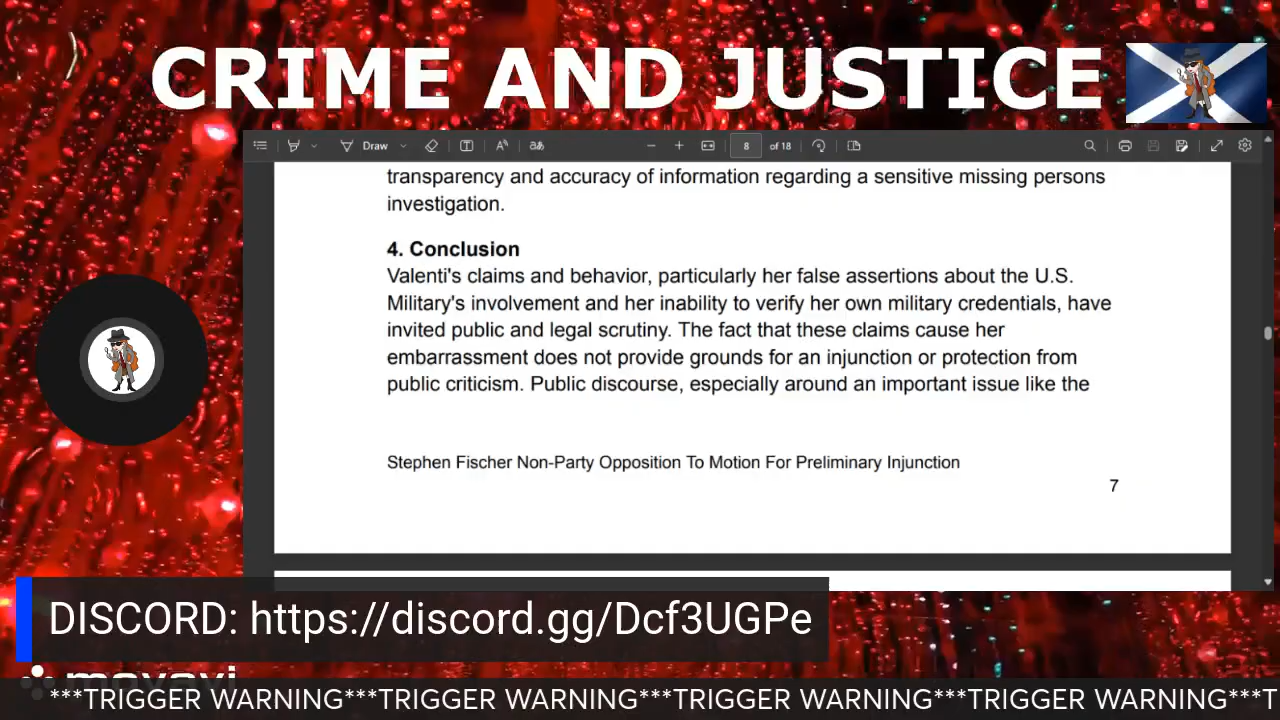 CRIME AND JUSTICE
Draw
8 of 18
transparency and accuracy of information regarding a sensitive missing persons
investigation.
4. Conclusion
Valenti's claims and behavior, particularly her false assertions about the U.S.
Military's involvement and her inability to verify her own military credentials, have
invited public and legal scrutiny. The fact that these claims cause her
embarrassment does not provide grounds for an injunction or protection from
public criticism. Public discourse, especially around an important issue like the
Stephen Fischer Non-Party Opposition To Motion For Preliminary Injunction
7
DISCORD: https://discord.gg/Dcf3UGPe
***TRIGGER WARNING***TRIGGER WARNING***TRIGGER WARNING***TRIGGER WARNING***T